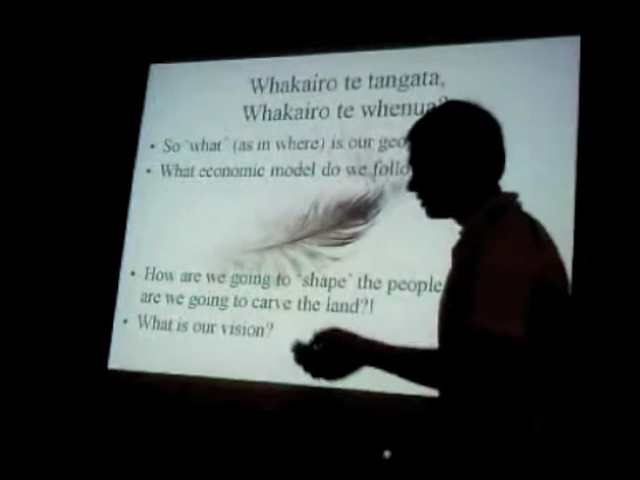 Whakairo te tangata,
Whakairo te whenua?
• So 'what' (as in where) is our geo
• What economic model do we follo
• How are we going to 'shape' the people
are we going to carve the land?!
• What is our vision?